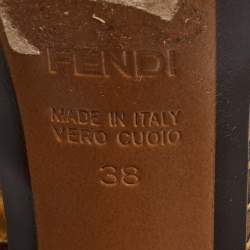 FENDI
MADE IN ITALY
VERO CUOIO
38